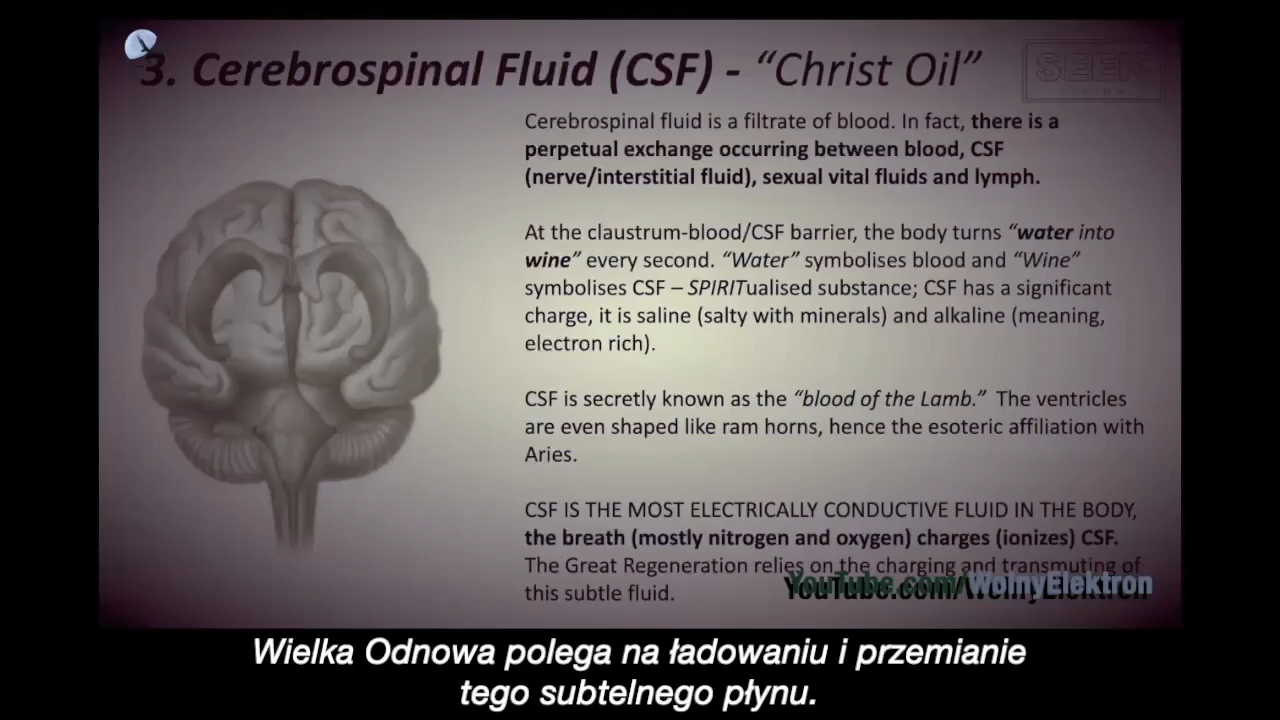 3. Cerebrospinal Fluid (CSF) - “Christ Oil”
SEEK
Cerebrospinal fluid is a filtrate of blood. In fact, there is a
perpetual exchange occurring between blood, CSF
(nerve/interstitial fluid), sexual vital fluids and lymph.
At the claustrum-blood/CSF barrier, the body turns “water into
wine” every second. “Water” symbolises blood and “Wine”
symbolises CSF – SPIRITualised substance; CSF has a significant
charge, it is saline (salty with minerals) and alkaline (meaning,
electron rich).
CSF is secretly known as the “blood of the Lamb.” The ventricles
are even shaped like ram horns, hence the esoteric affiliation with
Aries.
CSF IS THE MOST ELECTRICALLY CONDUCTIVE FLUID IN THE BODY,
the breath (mostly nitrogen and oxygen) charges (ionizes) CSF.
The Great Regeneration relies on the charging and transmuting of
this subtle fluid.
YouTube.com/WolnyElektron
YouTube.com/WolnyElektron
Wielka Odnowa polega na ładowaniu i przemianie
tego subtelnego płynu.